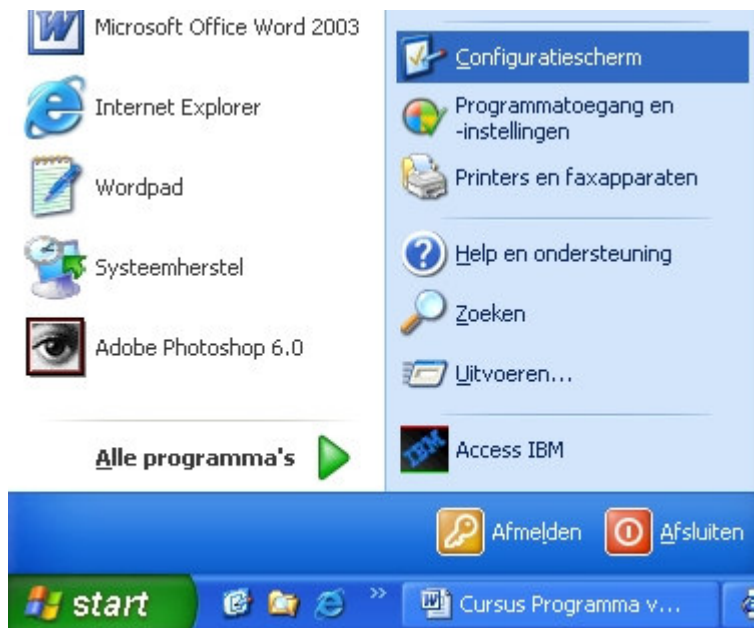 Microsoft Office Word 2003
Internet Explorer
Wordpad
Systeemherstel
Adobe Photoshop 6.0
Alle programma's
Configuratiescherm
Programmatoegang en
-instellingen
Printers en faxapparaten
Help en ondersteuning
Zoeken
Uitvoeren...
IBM
Access IBM
Afmelden
Afsluiten
start
»
Cursus Programma v...